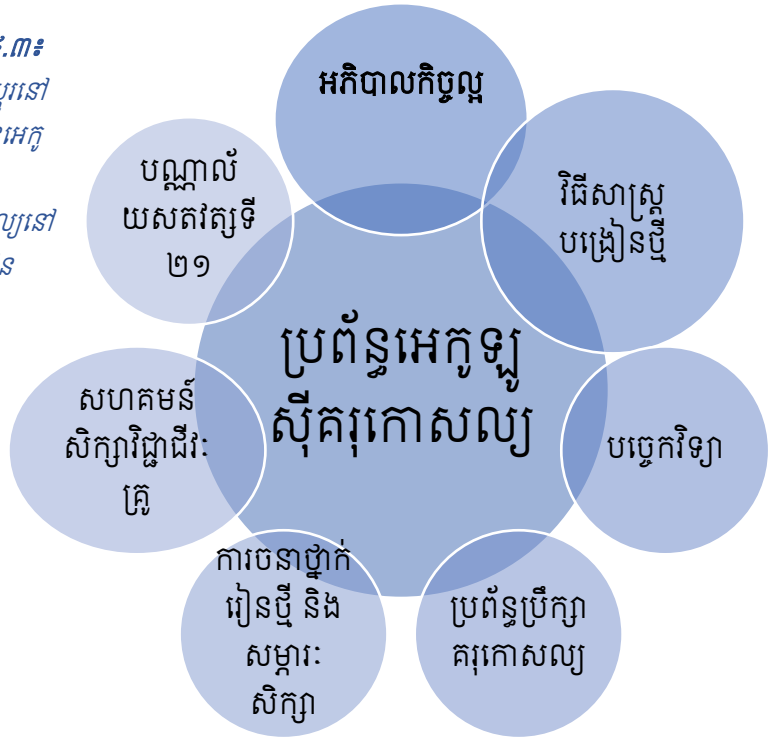 អភិបាលកិច្ចល្អ
វិធីសាស្ត្រ
បង្រៀនថ្មី
បច្ចេកវិទ្យា
ប្រព័ន្ធប្រឹក្សា
គរុកោសល្យ
ការចនាថ្នាក់
រៀនថ្មី និង
សម្ភារៈ
សិក្សា
សហគមន៍
សិក្សាវិជ្ជាជីវៈ
គ្រូ
បណ្ណាល័
យសតវត្សទី
២១
ប្រព័ន្ធអេកូឡូ
ស៊ីគរុកោសល្យ